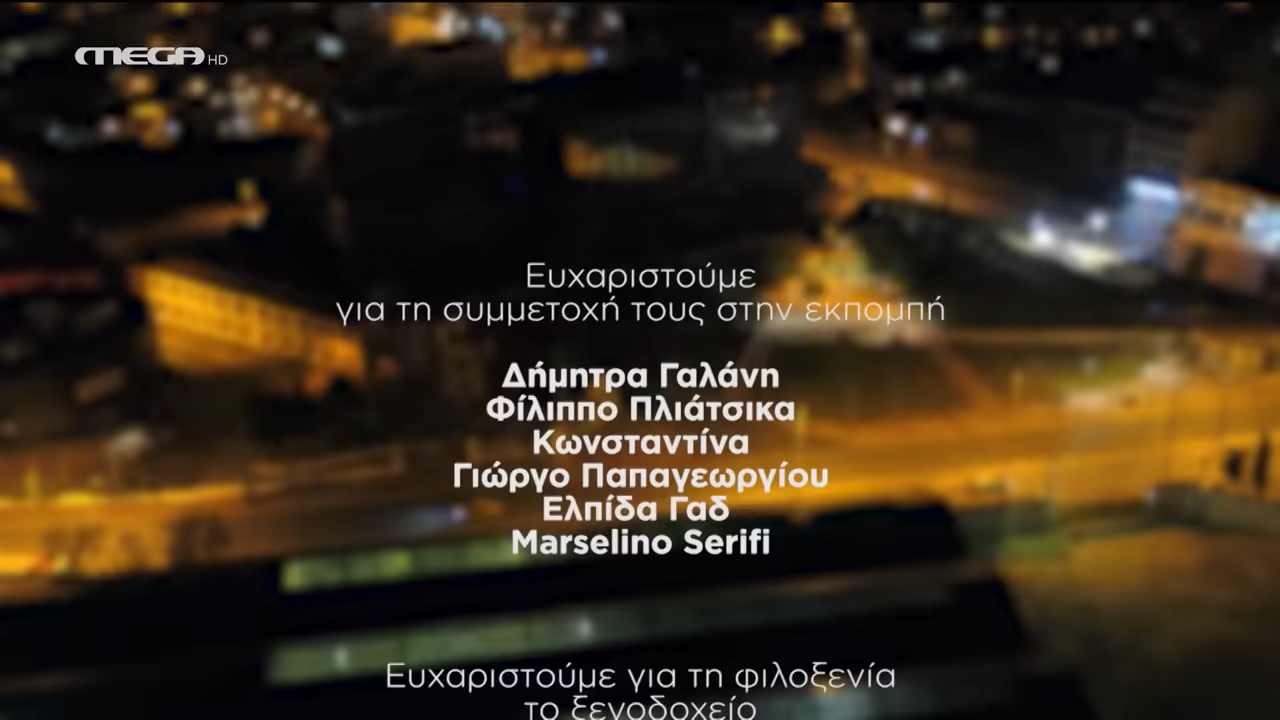 MEGA HD
Ευχαριστούμε
για τη συμμετοχή τους στην εκπομπή
Δήμητρα Γαλάνη
Φίλιππο Πλιάτσικα
Κωνσταντίνα
Γιώργο Παπαγεωργίου
Ελπίδα Γαδ
Marselino Serifi
Ευχαριστούμε για τη φιλοξενία
το ξενοδοχείο